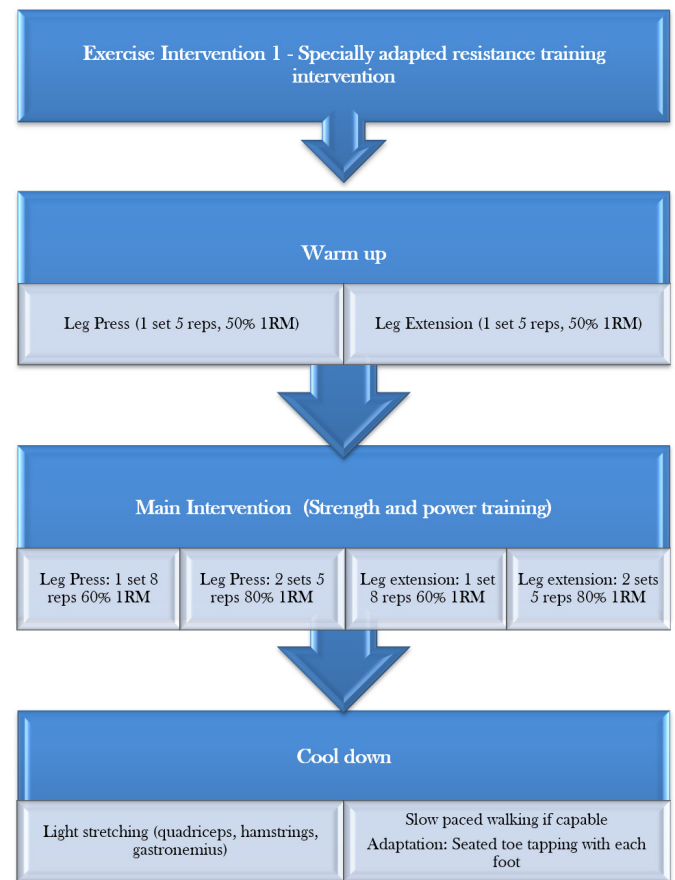 Exercise Intervention 1 - Specially adapted resistance training
intervention
Warm up
Leg Press (1 set 5 reps, 50% 1RM)
Leg Extension (1 set 5 reps, 50% 1RM)
Main Intervention (Strength and power training)
Leg Press: 1 set 8
reps 60% 1RM
Leg Press: 2 sets 5
reps 80% 1RM
Leg extension: 1 set
8 reps 60% 1RM
Leg extension: 2 sets
5 reps 80% 1RM
Cool down
Light stretching (quadriceps, hamstrings,
gastronemius)
Slow paced walking if capable
Adaptation: Seated toe tapping with each
foot